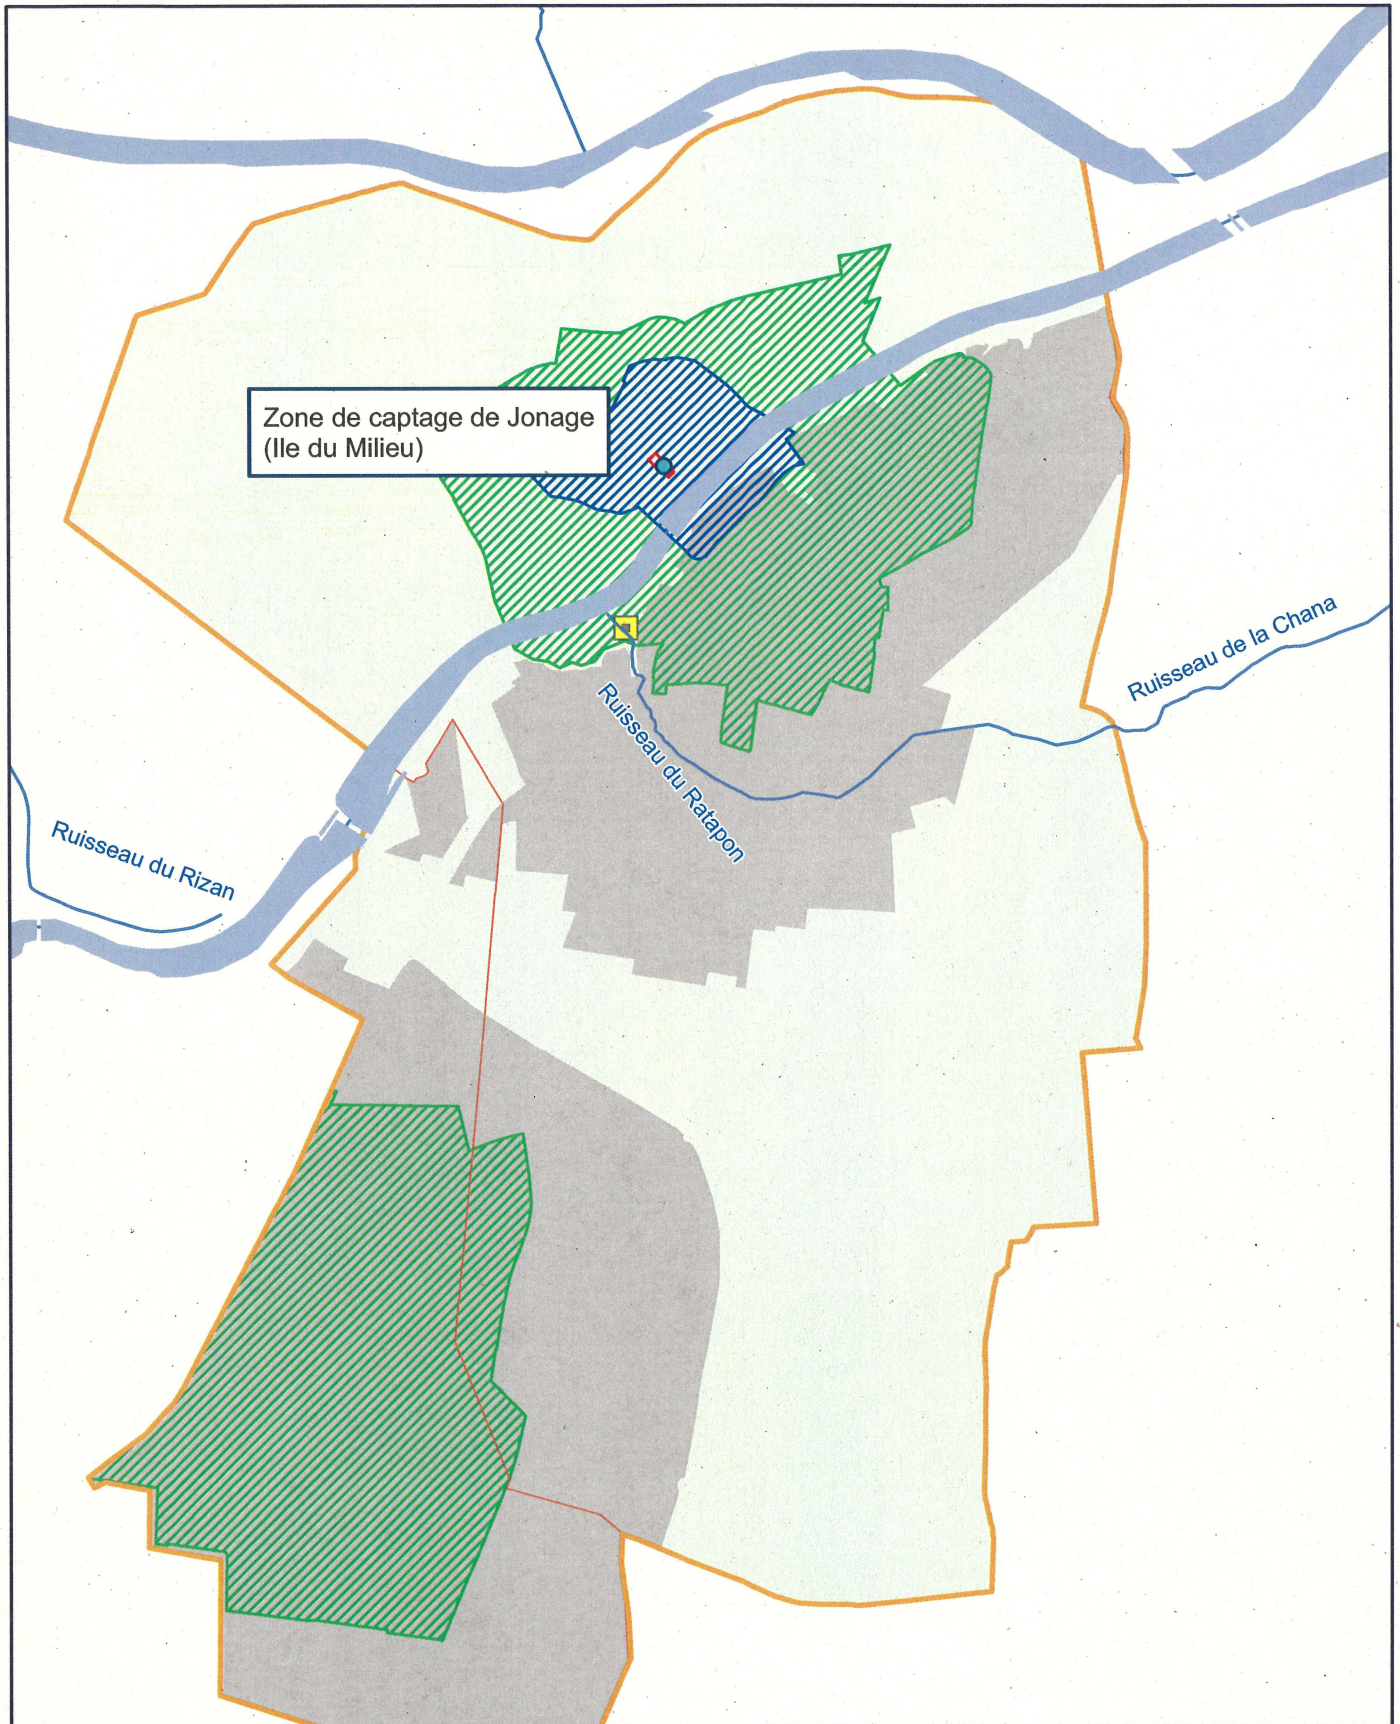 Zone de captage de Jonage
(Ile du Milieu)
Ruisseau de la Chana
Ruisseau du Ratapon
Ruisseau du Rizan